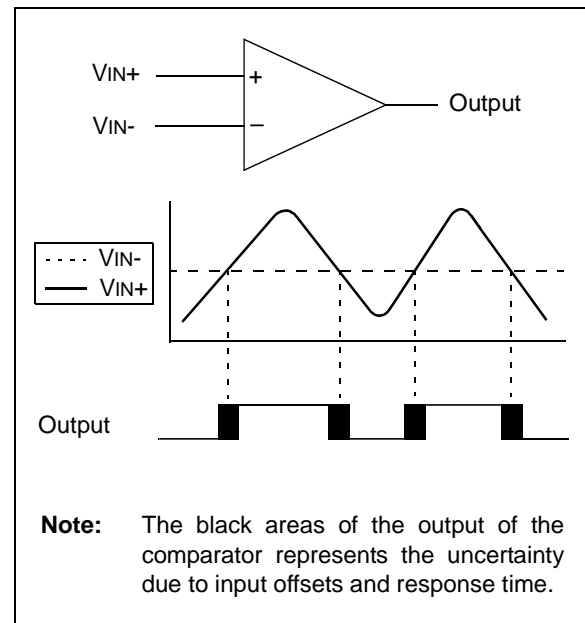 VIN+
+
Output
VIN-
–
VIN-
VIN+
Output
Note: The black areas of the output of the
comparator represents the uncertainty
due to input offsets and response time.